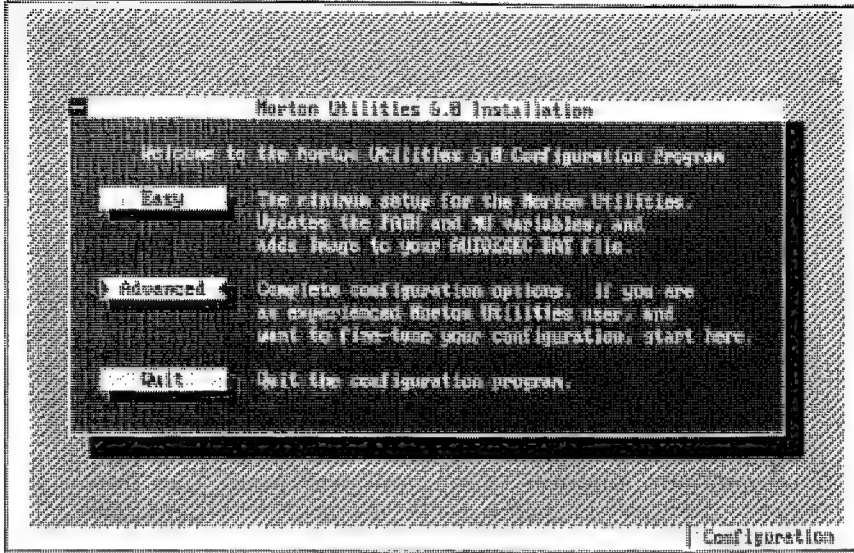 Norton Utilities 6.0 Installation
Welcome to the Norton Utilities 6.0 Configuration Program
Easy
The minimum setup for the Norton Utilities.
Updates the PATH and NU variables, and
adds Image to your AUTOEXEC.BAT file.
Advanced
Complete configuration options. If you are
an experienced Norton Utilities user, and
want to fine-tune your configuration, start here.
Quit
Quit the configuration program.
Configuration